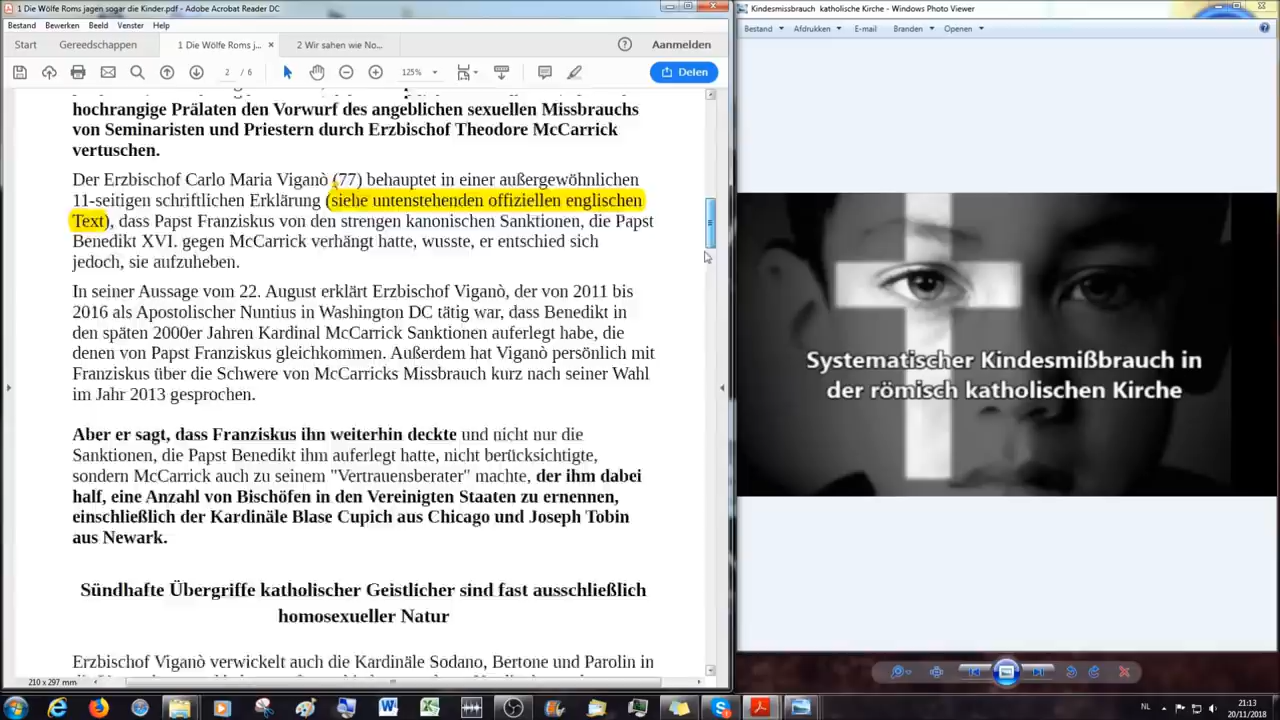 1 Die Wölfe Roms jagen sogar die Kinder.pdf - Adobe Acrobat Reader DC
Bestand Bewerken Beeld Venster Help
Start Gereedschappen 1 Die Wölfe Roms j... × 2 Wir sahen wie No... Aanmelden
2 / 6 125% Delen
hochrangige Prälaten den Vorwurf des angeblichen sexuellen Missbrauchs
von Seminaristen und Priestern durch Erzbischof Theodore McCarrick
vertuschen.
Der Erzbischof Carlo Maria Viganò (77) behauptet in einer außergewöhnlichen
11-seitigen schriftlichen Erklärung (siehe untenstehenden offiziellen englischen
Text), dass Papst Franziskus von den strengen kanonischen Sanktionen, die Papst
Benedikt XVI. gegen McCarrick verhängt hatte, wusste, er entschied sich
jedoch, sie aufzuheben.
In seiner Aussage vom 22. August erklärt Erzbischof Viganò, der von 2011 bis
2016 als Apostolischer Nuntius in Washington DC tätig war, dass Benedikt in
den späten 2000er Jahren Kardinal McCarrick Sanktionen auferlegt habe, die
denen von Papst Franziskus gleichkommen. Außerdem hat Viganò persönlich mit
Franziskus über die Schwere von McCarricks Missbrauch kurz nach seiner Wahl
im Jahr 2013 gesprochen.
Aber er sagt, dass Franziskus ihn weiterhin deckte und nicht nur die
Sanktionen, die Papst Benedikt ihm auferlegt hatte, nicht berücksichtigte,
sondern McCarrick auch zu seinem "Vertrauensberater" machte, der ihm dabei
half, eine Anzahl von Bischöfen in den Vereinigten Staaten zu ernennen,
einschließlich der Kardinäle Blase Cupich aus Chicago und Joseph Tobin
aus Newark.
Sündhafte Übergriffe katholischer Geistlicher sind fast ausschließlich
homosexueller Natur
Erzbischof Viganò verwickelt auch die Kardinäle Sodano, Bertone und Parolin in
210 x 297 mm
Kindesmissbrauch katholische Kirche - Windows Photo Viewer
Bestand Afdrukken E-mail Branden Openen
Systematischer Kindesmißbrauch in
der römisch katholischen Kirche
NL 21:13
20/11/2018